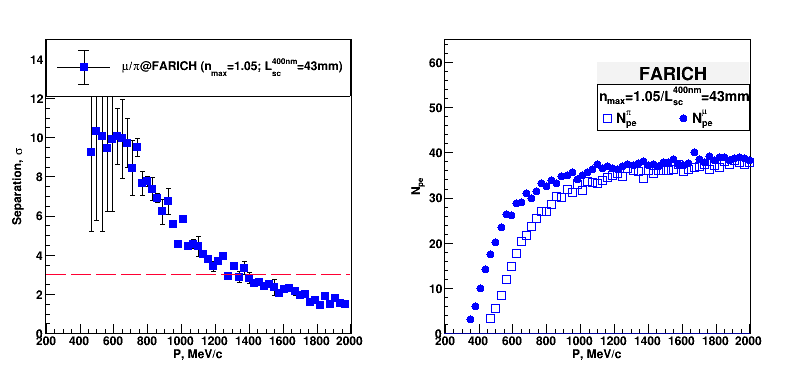 14
12
10
8
6
4
2
0
Separation, σ
μ/π@FARICH (n_max=1.05; L_sc^400nm=43mm)
200 400 600 800 1000 1200 1400 1600 1800 2000
P, MeV/c
60
50
40
30
20
10
0
N_pe
FARICH
n_max=1.05/L_sc^400nm=43mm
N_pe^π N_pe^μ
200 400 600 800 1000 1200 1400 1600 1800 2000
P, MeV/c